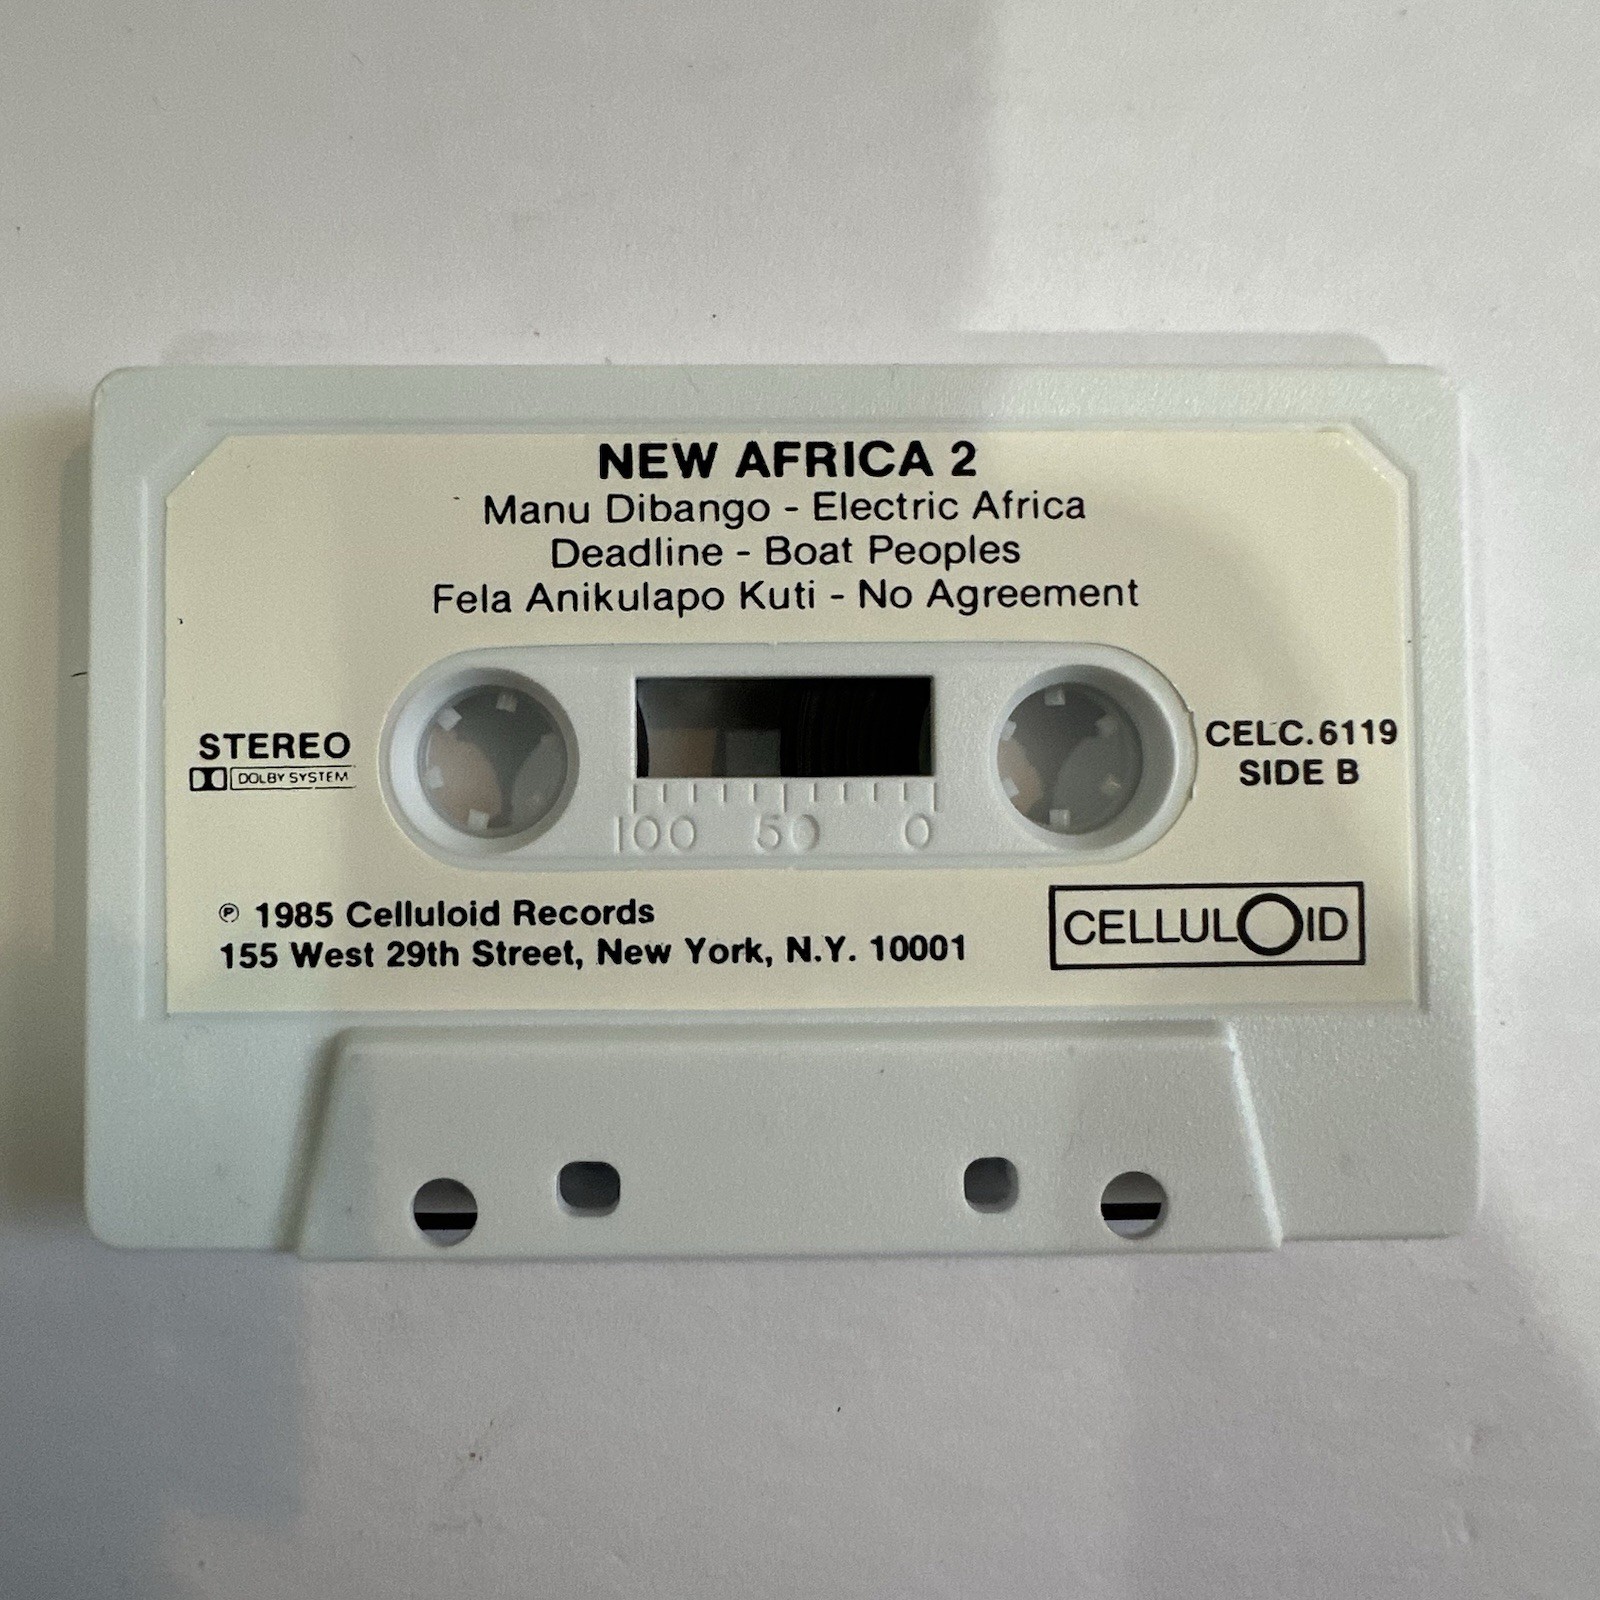 NEW AFRICA 2
Manu Dibango - Electric Africa
Deadline - Boat Peoples
Fela Anikulapo Kuti - No Agreement
STEREO
DOLBY SYSTEM
CELC.6119
SIDE B
100 50 0
℗ 1985 Celluloid Records
155 West 29th Street, New York, N.Y. 10001
CELLULOID